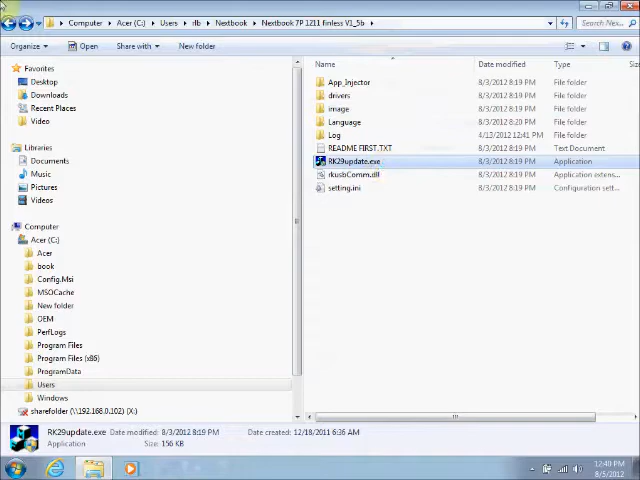 Computer ▸ Acer (C:) ▸ Users ▸ rlb ▸ Nextbook ▸ Nextbook 7P 1211 finless V1_5b ▸
Search Nex...
Organize Open Share with New folder
Favorites
Desktop
Downloads
Recent Places
Video
Libraries
Documents
Music
Pictures
Videos
Computer
Acer (C:)
Acer
book
Config.Msi
MSOCache
New folder
OEM
PerfLogs
Program Files
Program Files (x86)
ProgramData
Users
Windows
sharefolder (\\192.168.0.102) (X:)
Name Date modified Type Siz
App_Injector 8/3/2012 8:19 PM File folder
drivers 8/3/2012 8:19 PM File folder
image 8/3/2012 8:19 PM File folder
Language 8/3/2012 8:20 PM File folder
Log 4/13/2012 12:41 PM File folder
README FIRST.TXT 8/3/2012 8:19 PM Text Document
RK29update.exe 8/3/2012 8:19 PM Application
rkusbComm.dll 8/3/2012 8:19 PM Application extens...
setting.ini 8/3/2012 8:19 PM Configuration sett...
RK29update.exe Date modified: 8/3/2012 8:19 PM Date created: 12/18/2011 6:36 AM
Application Size: 156 KB
12:40 PM
8/5/2012